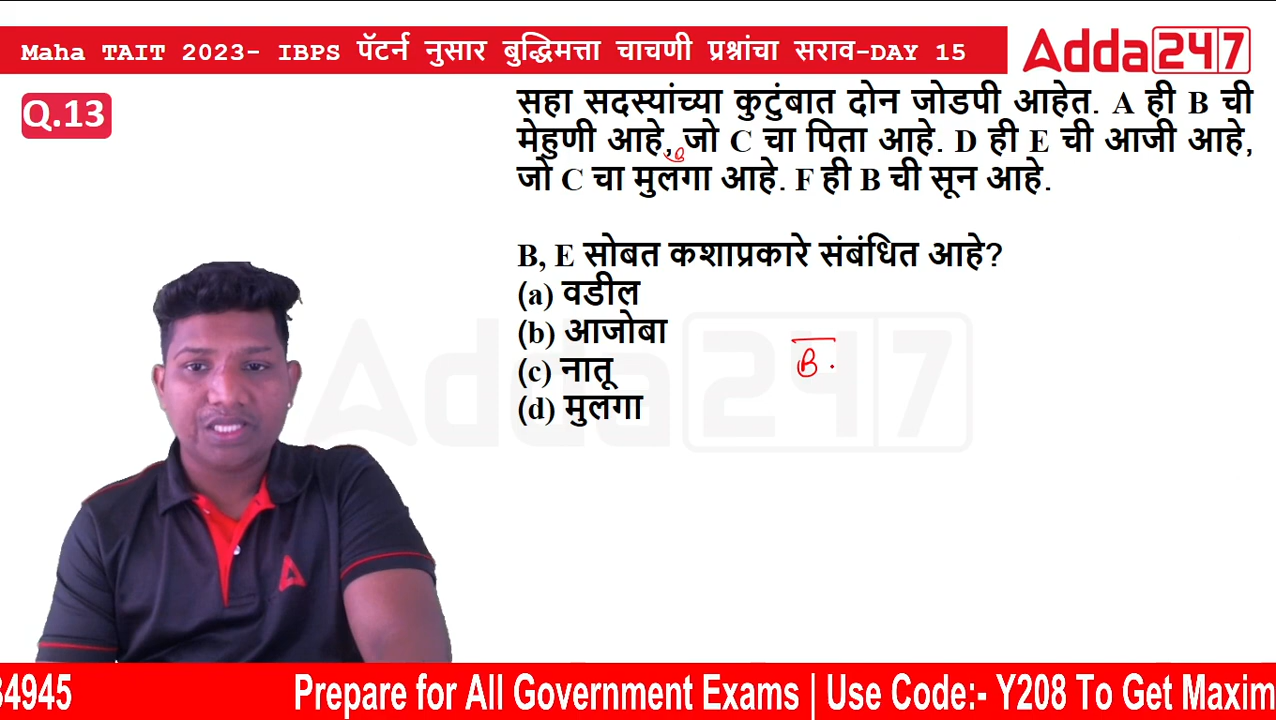 Maha TAIT 2023- IBPS पॅटर्न नुसार बुद्धिमत्ता चाचणी प्रश्नांचा सराव-DAY 15
Adda247
Q.13
सहा सदस्यांच्या कुटुंबात दोन जोडपी आहेत. A ही B ची
मेहुणी आहे, जो C चा पिता आहे. D ही E ची आजी आहे,
जो C चा मुलगा आहे. F ही B ची सून आहे.
B, E सोबत कशाप्रकारे संबंधित आहे?
(a) वडील
(b) आजोबा
(c) नातू
(d) मुलगा
B
Adda247
34945
Prepare for All Government Exams | Use Code:- Y208 To Get Maxim